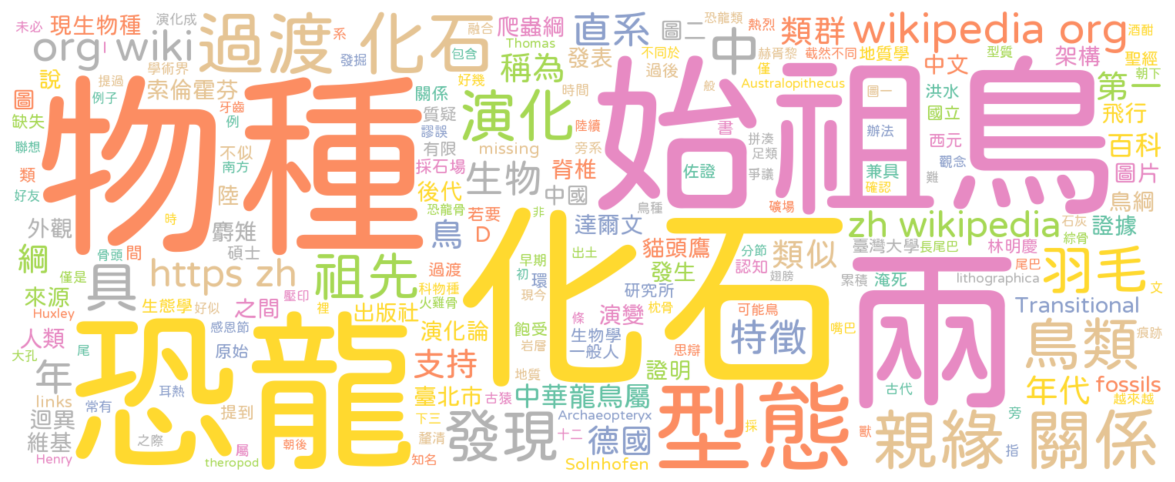 未必 演化成 過渡 化石 爬蟲綱 直系 圖二 恐龍類 熱烈 類群 wikipedia org 酒酣
現生物種 系 融合 Thomas 不同於 中 赫胥黎 截然不同 地質學 型質 聖經
org wiki 發掘 包含 發表 過後 僅 中文 架構 朝下
學術界 稱為 般 Australopithecus 圖一 洪水 第一
說 提過 索倫霍芬 好幾 時間 國立
圖 例子 牙齒 關係 演化 陸續 書 辦法 西元 飛行
缺失 例 質疑 謬誤 旁系 始祖鳥 拼湊 觀念
聯想 物種 不似 有限 missing 足類 兼具 百科
類 南方 採石場 脊椎 佐證 爭議 難 圖片
好友 陸 後代 生物 中國 鳥種 確認 礦場 鳥綱
外觀 時 恐龍骨 非 石灰 綜骨
麝雉 若要 鳥 達爾文 zh wikipedia 證據
綱 骨頭 間 碩士 D 貓頭鷹 分節 類似 臺灣大學 長尾巴 林明慶
具 https zh 過渡 祖先 早期 出土 發生 認知 翅膀 尾巴 羽毛
來源 壓印 初 環 累積 淹死 lithographica
生態學 好似 裡 科物種 現今 研究所 化石 可能鳥 兩 文
Huxley 之間 出版社 火雞骨 枕骨 Transitional
人類 感恩節 演化論 飽受 條 生物學 演變 特徵 嘴巴 鳥類 痕跡
大孔 尾 原始 恐龍 岩層 一般人 思辯
年 耳熱 支持 地質 證明 古代 年代 fossils
links 常有 提到 臺北市 古猿 中華龍鳥屬 型態 越來越
迥異 下三 Archaeopteryx 獸 旁
維基 之際 屬 釐清 發現 十二 德國 採 親緣 關係 指
Henry theropod 朝後 知名 Solnhofen